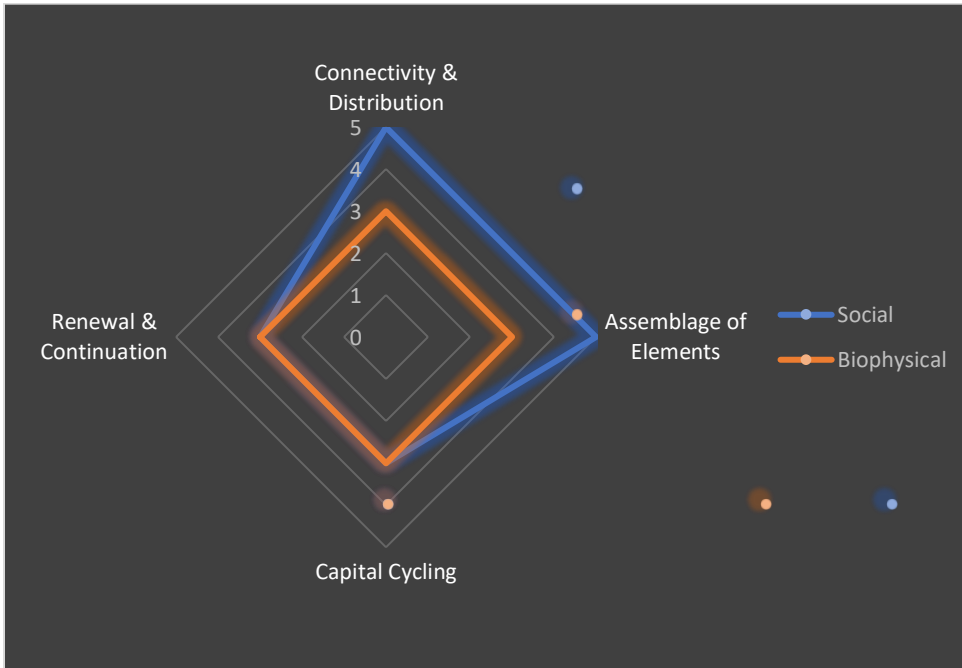 Connectivity &
Distribution
5
4
3
2
1
0
Renewal &
Continuation
Assemblage of
Elements
Social
Biophysical
Capital Cycling